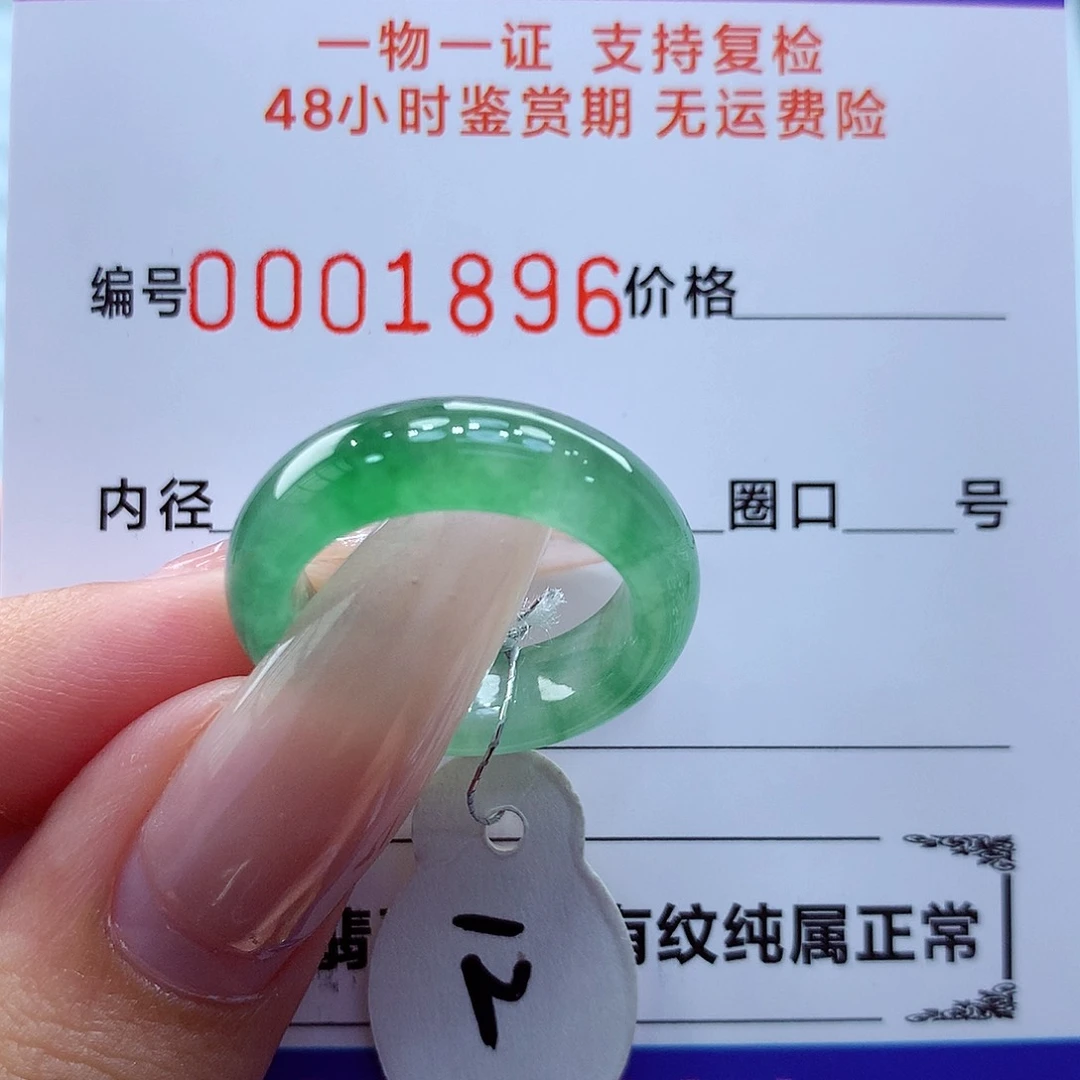 一物一证 支持复检
48小时鉴赏期 无运费险
编号0001896价格
内径 圈口 号
翡 有纹纯属正常